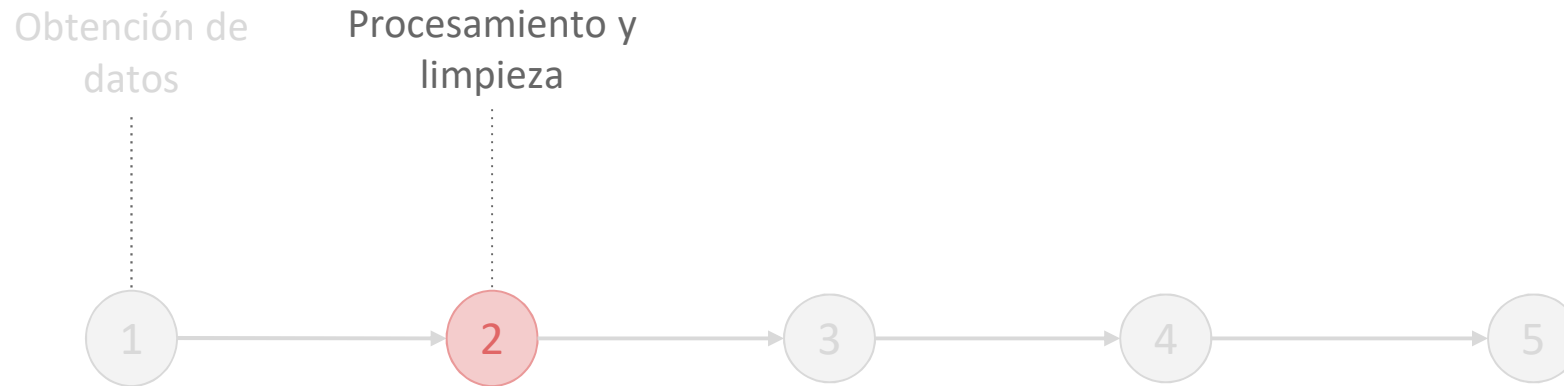 Obtención de
datos
Procesamiento y
limpieza
1
2
3
4
5